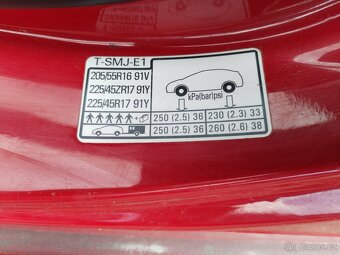 T-SMJ-E1
205/55R16 91V
225/45ZR17 91Y
225/45R17 91Y
kPa(bar)psi
250 (2.5) 36 230 (2.3) 33
250 (2.5) 36 260 (2.6) 38
sbazar.cz